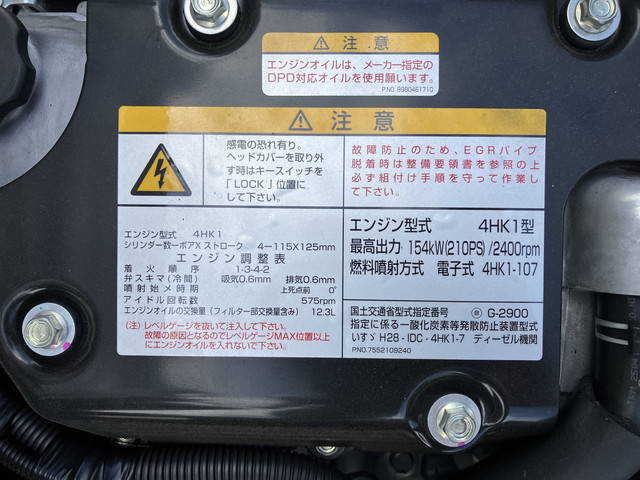 注意
エンジンオイルは、メーカー指定の
DPD対応オイルを使用願います。
P.NO. 8980461710
注意
感電の恐れ有り。
ヘッドカバーを取り外
す時はキースイッチを
「LOCK」位置に
して下さい。
故障防止のため、EGRパイプ
脱着時は整備要領書を参照の上
必ず組付け手順を守って作業し
て下さい。
エンジン型式 4HK1
シリンダ数ーボアXストローク 4ー115X125mm
エンジン調整表
着火順序 1-3-4-2
弁スキマ(冷間) 吸気0.6mm 排気0.6mm
噴射始メ時期 上死点前 0°
アイドル回転数 575rpm
エンジンオイルの交換量(フィルター部交換量含み) 12.3L
(注)レベルゲージを抜いて注入して下さい。
故障の原因となるのでレベルゲージMAX位置以上
にエンジンオイルを入れないで下さい。
エンジン型式 4HK1型
最高出力 154kW(210PS)/2400rpm
燃料噴射方式 電子式 4HK1-107
国土交通省型式指定番号 G-2900
指定に係る一酸化炭素等発散防止装置型式
いすゞH28-IDC-4HK1-7 ディーゼル機関
P.NO.7552109240